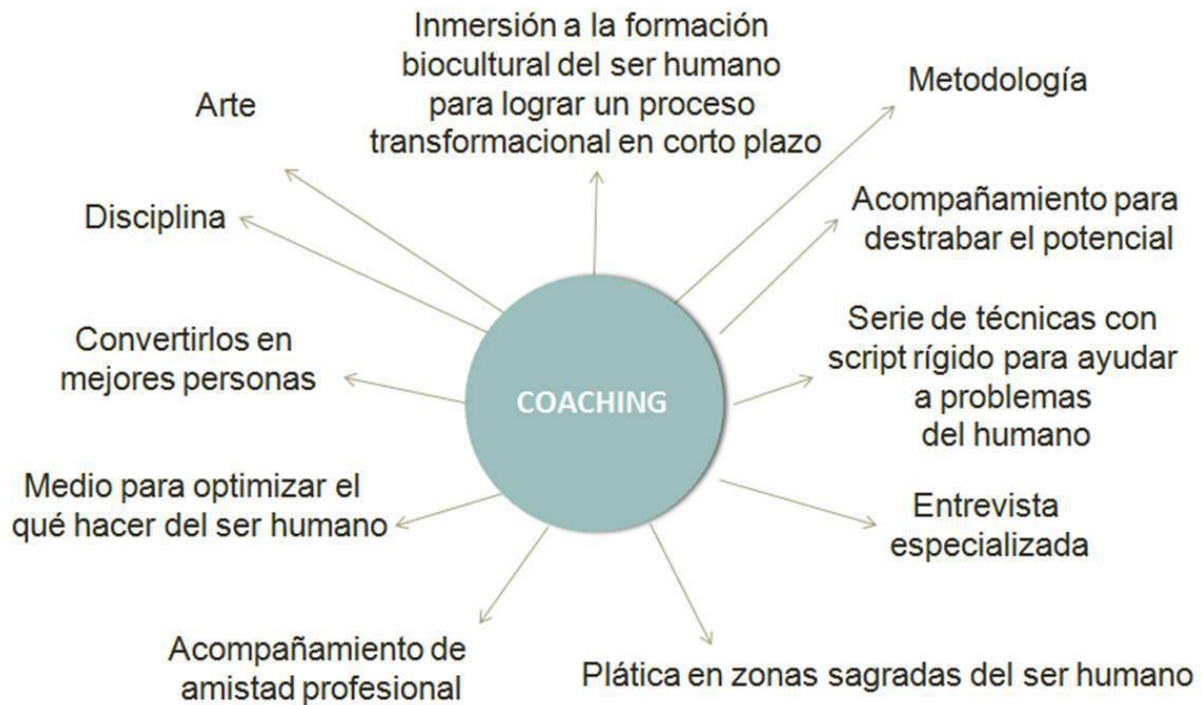 Inmersión a la formación
biocultural del ser humano
para lograr un proceso
transformacional en corto plazo
Metodología
Arte
Acompañamiento para
destrabar el potencial
Disciplina
Serie de técnicas con
script rígido para ayudar
a problemas
del humano
Convertirlos en
mejores personas
COACHING
Medio para optimizar el
qué hacer del ser humano
Entrevista
especializada
Acompañamiento de
amistad profesional
Plática en zonas sagradas del ser humano